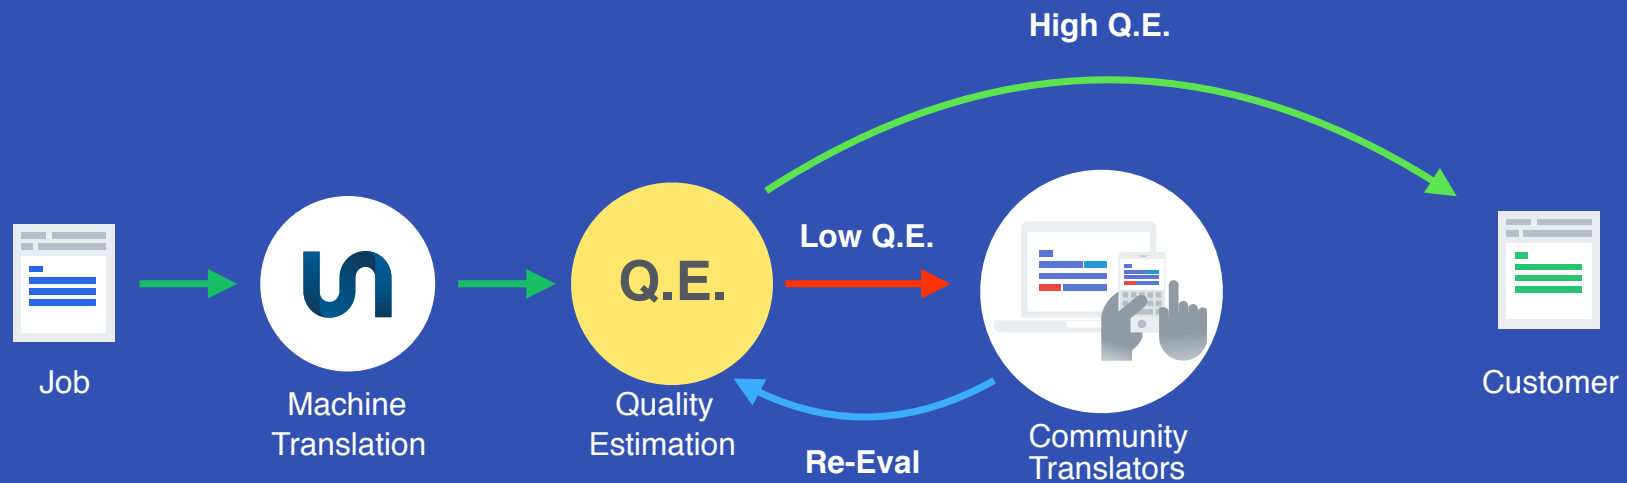 High Q.E.
Low Q.E.
Q.E.
Job
Machine
Translation
Quality
Estimation
Re-Eval
Community
Translators
Customer